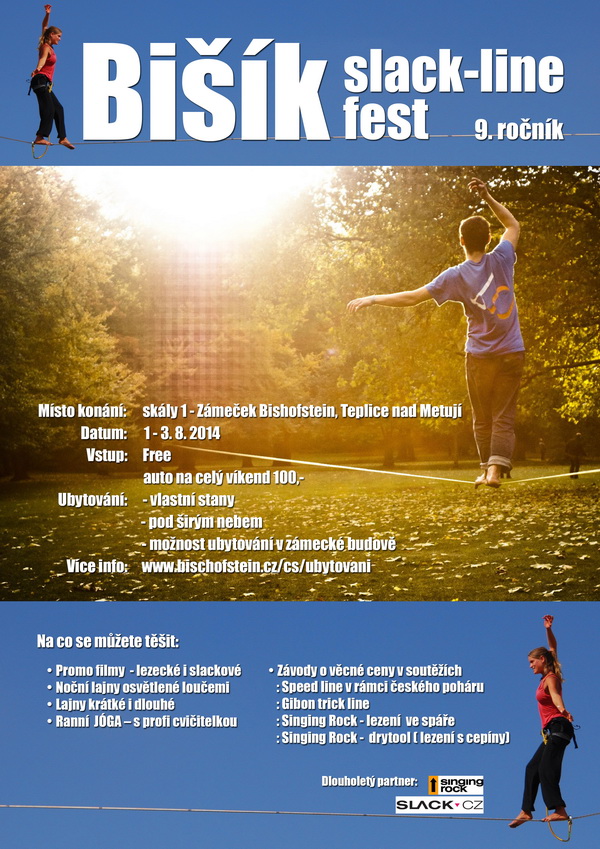 Bišík slack-line
fest 9. ročník
Místo konání: skály 1 - Zámeček Bishofstein, Teplice nad Metují
Datum: 1 - 3. 8. 2014
Vstup: Free
auto na celý víkend 100,-
Ubytování: - vlastní stany
- pod širým nebem
- možnost ubytování v zámecké budově
Více info: www.bischofstein.cz/cs/ubytovani
Na co se můžete těšit:
• Promo filmy - lezecké i slackové
• Noční lajny osvětlené loučemi
• Lajny krátké i dlouhé
• Ranní JÓGA – s profi cvičitelkou
• Závody o věcné ceny v soutěžích
: Speed line v rámci českého poháru
: Gibon trick line
: Singing Rock - lezení ve spáře
: Singing Rock - drytool ( lezení s cepíny)
Dlouholetý partner:
singing
rock
SLACK CZ